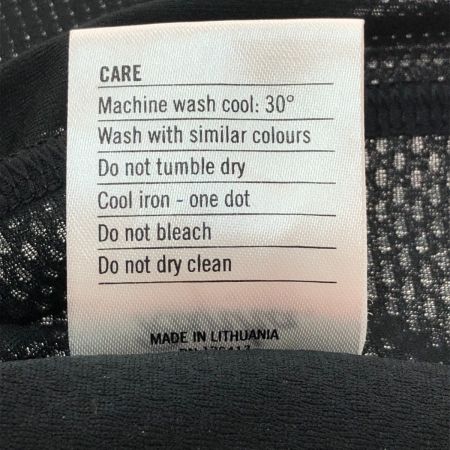 CARE
Machine wash cool: 30°
Wash with similar colours
Do not tumble dry
Cool iron - one dot
Do not bleach
Do not dry clean
MADE IN LITHUANIA